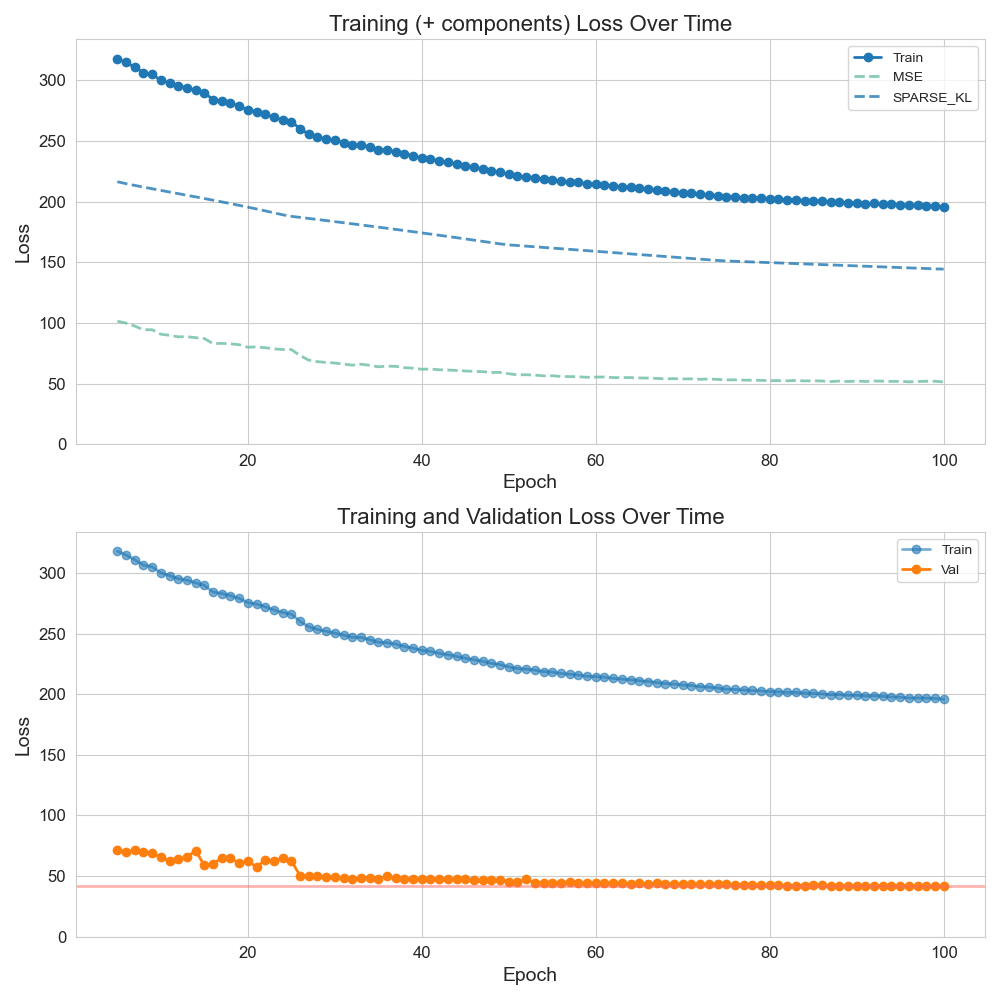 Training (+ components) Loss Over Time
Train
MSE
SPARSE_KL
300
250
200
150
100
50
0
Loss
20 40 60 80 100
Epoch
Training and Validation Loss Over Time
Train
Val
300
250
200
150
100
50
0
Loss
20 40 60 80 100
Epoch